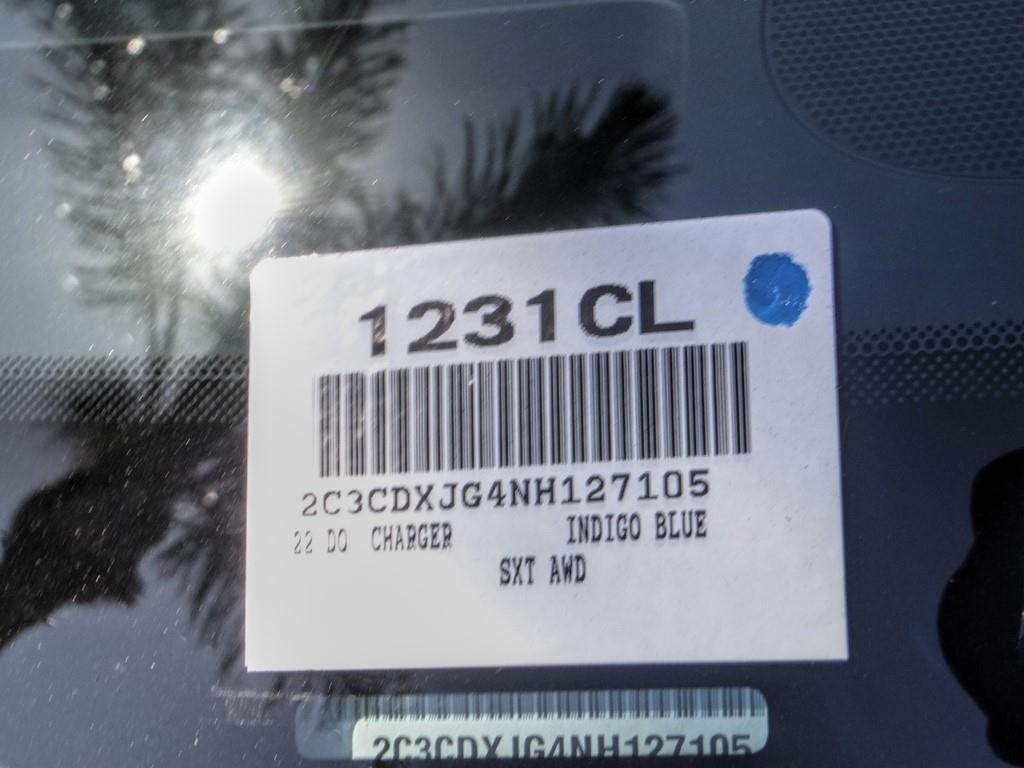 1231CL
2C3CDXJG4NH127105
22 DO CHARGER INDIGO BLUE
SXT AWD
2C3CDXJG4NH127105